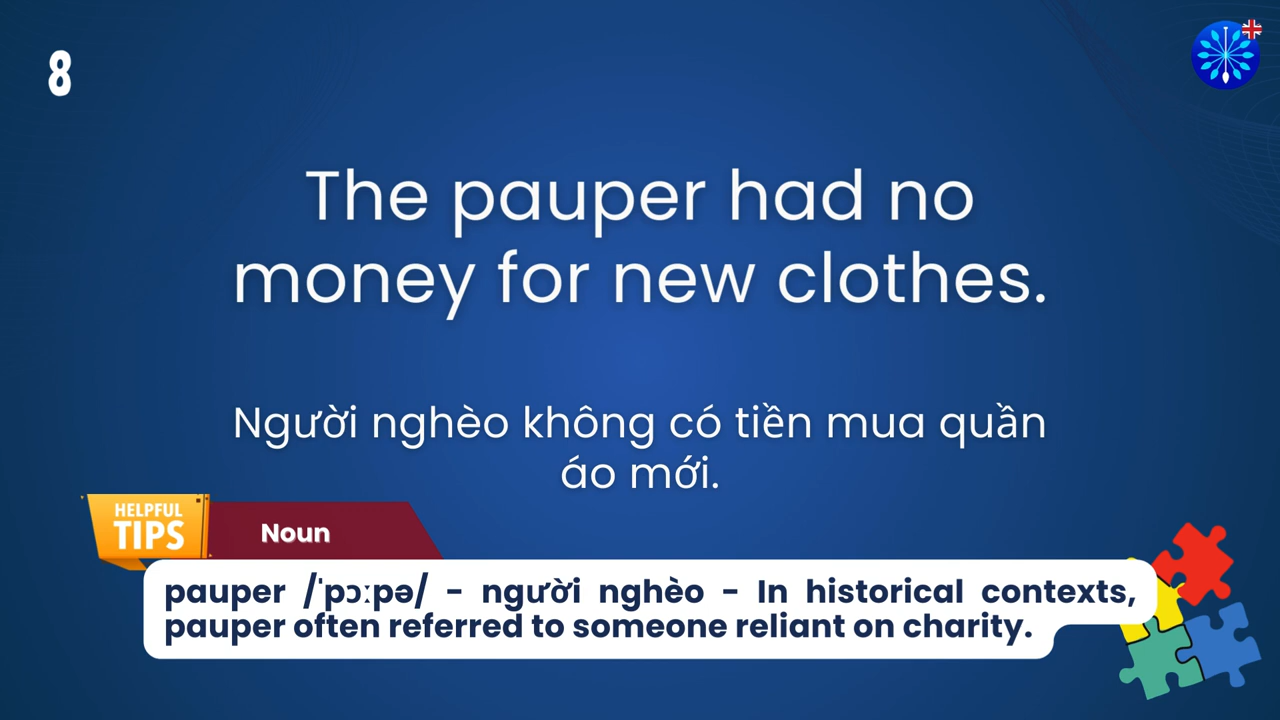 8
The pauper had no
money for new clothes.
Người nghèo không có tiền mua quần
áo mới.
HELPFUL
TIPS
Noun
pauper /ˈpɔːpə/ - người nghèo - In historical contexts,
pauper often referred to someone reliant on charity.